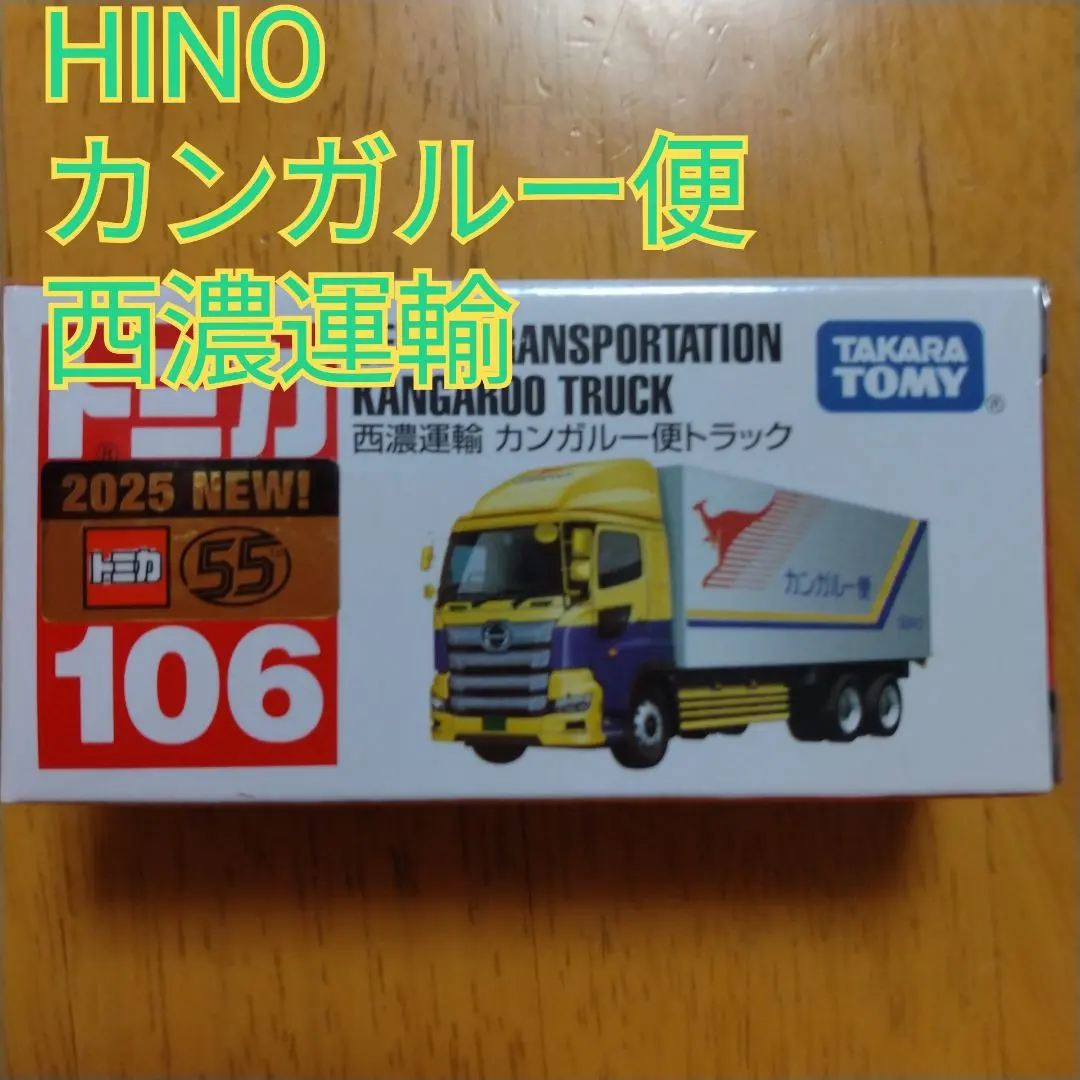 HINO
カンガルー便
西濃運輸
TRANSPORTATION
KANGAROO TRUCK
西濃運輸 カンガルー便トラック
TAKARA
TOMY
®
トミカ
®
2025 NEW!
トミカ 55
106
カンガルー便